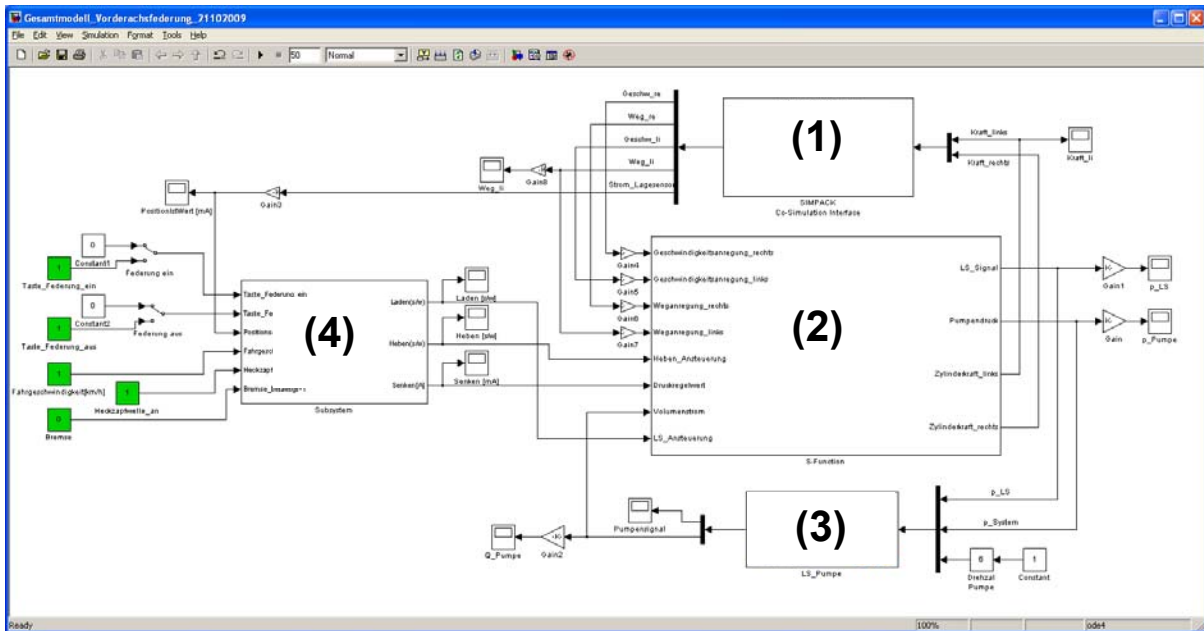 Gesamtmodell_Vorderachsfederung_21102009
File Edit View Simulation Format Tools Help
50 Normal
Geschw_re
Weg_re
Geschw_li
Weg_li
Strom_Lagesensor
(1)
SIMPACK
Co-Simulation Interface
Kraft_links
Kraft_rechts
Kraft_li
Weg_li
Gain8
PositionIstWert [mA]
Gain3
0
Constant1
1
Taste_Federung_ein
Federung ein
0
Constant2
1
Taste_Federung_aus
Federung aus
1
Fahrgeschwindigkeit[km/h]
1
Heckzapfwelle_an
0
Bremse
Taste_Federung ein
Taste_Fe
Positions
Fahrgesci
Heckzapf
(4)
Laden[s/w]
Heben[s/w]
Senken[A]
Subsystem
Laden [s/w]
Heben [s/w]
Senken [mA]
Gain4
Gain5
Gain6
Gain7
Geschwindigkeitsanregung_rechts
Geschwindigkeitsanregung_links
Weganregung_rechts
Weganregung_links
Heben_Ansteuerung
Druckregelwert
Volumenstrom
LS_Ansteuerung
(2)
LS_Signal
Pumpendruck
Zylinderkraft_links
Zylinderkraft_rechts
S-Function
Gain1
p_LS
Gain
p_Pumpe
Pumpensignal
Q_Pumpe
Gain2
(3)
LS_Pumpe
p_LS
p_System
6
Drehzal
Pumpe
1
Constant
Ready 100% ode4